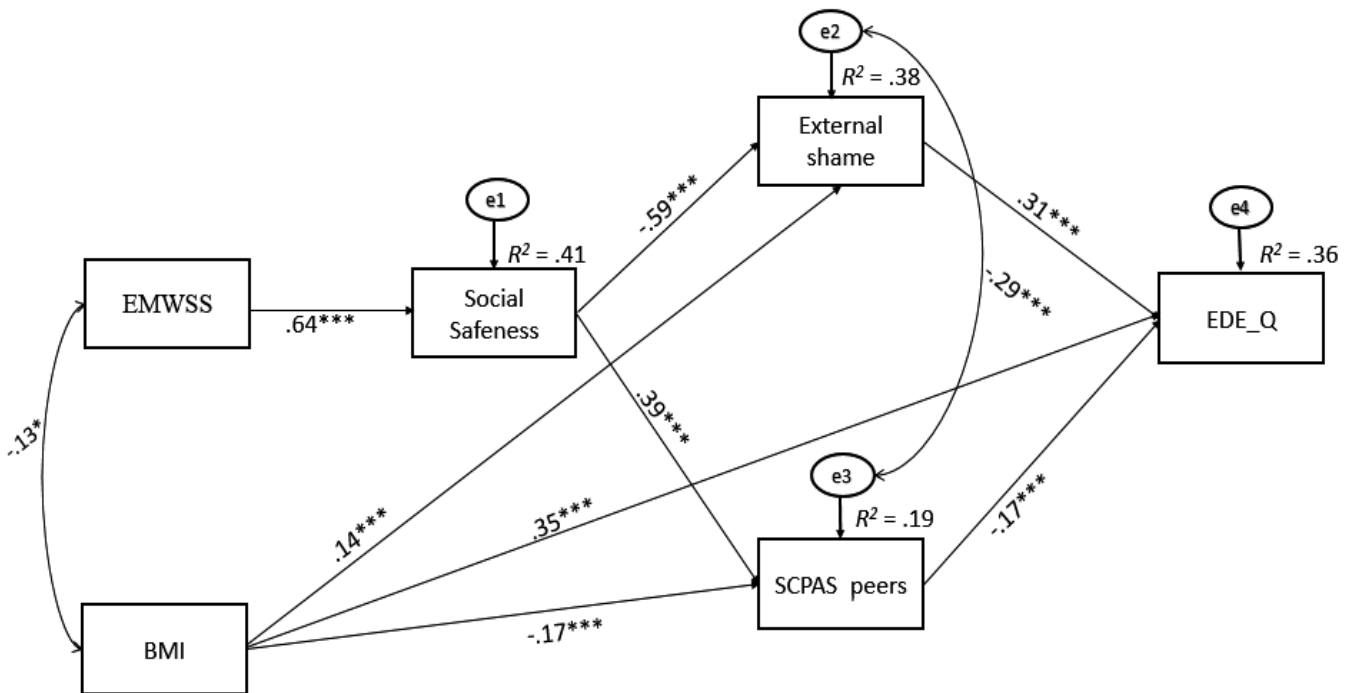 e2
R² = .38
External
shame
e1
R² = .41
-.59***
.31***
e4
R² = .36
EMWSS
.64***
Social
Safeness
-.29***
EDE_Q
-.13*
.39***
e3
R² = .19
.14***
.35***
-.17***
SCPAS peers
-.17***
BMI